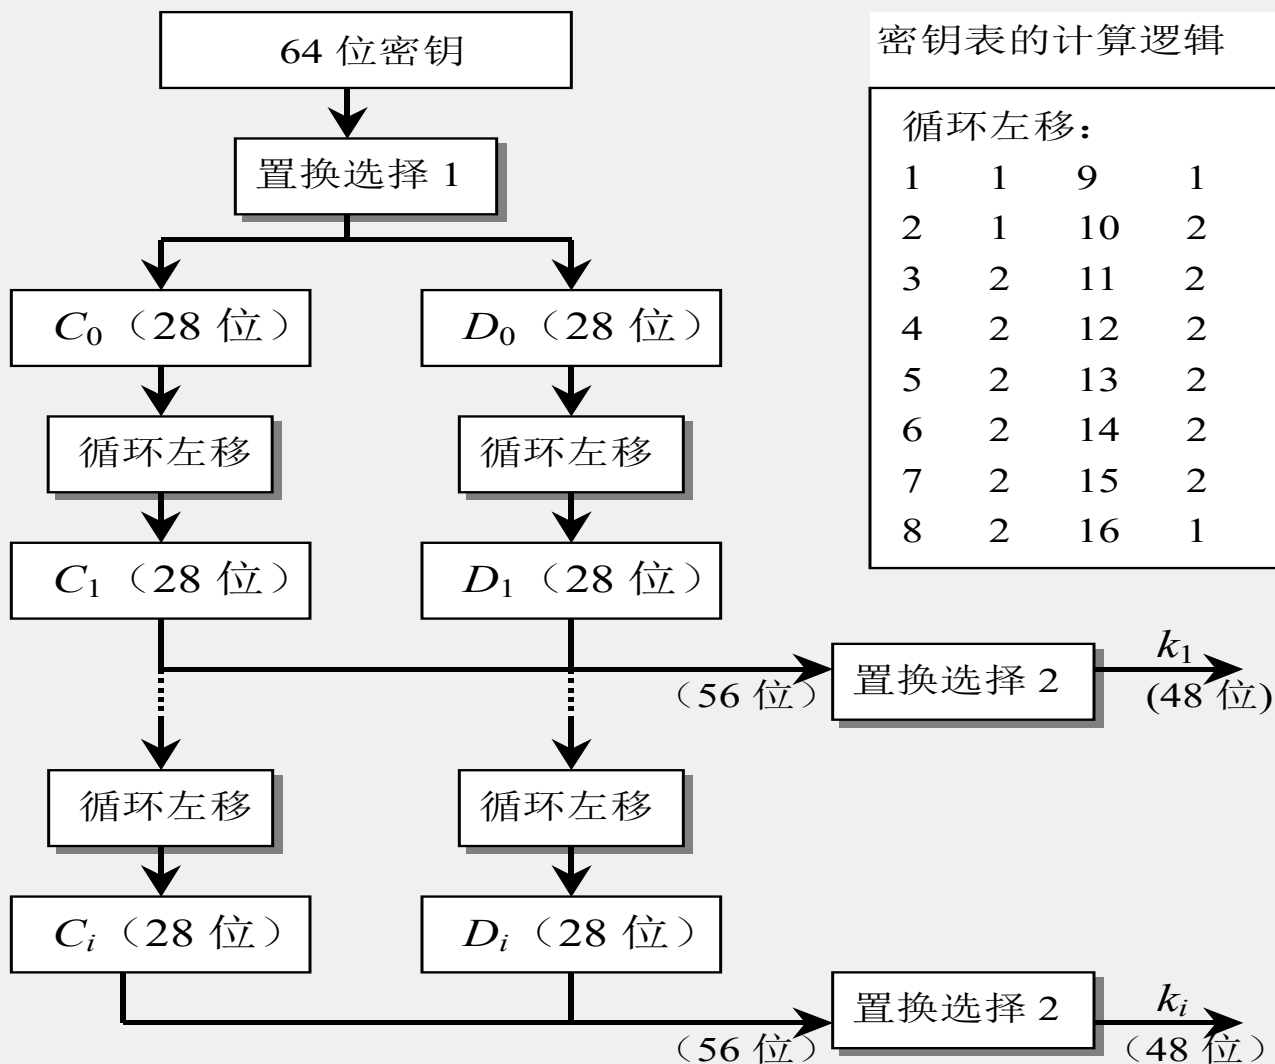 64 位密钥
密钥表的计算逻辑
循环左移：
1 1 9 1
2 1 10 2
3 2 11 2
4 2 12 2
5 2 13 2
6 2 14 2
7 2 15 2
8 2 16 1
置换选择 1
C₀（28 位） D₀（28 位）
循环左移 循环左移
C₁（28 位） D₁（28 位）
（56 位） 置换选择 2 k₁
(48 位)
循环左移 循环左移
Cᵢ（28 位） Dᵢ（28 位）
（56 位） 置换选择 2 kᵢ
（48 位）